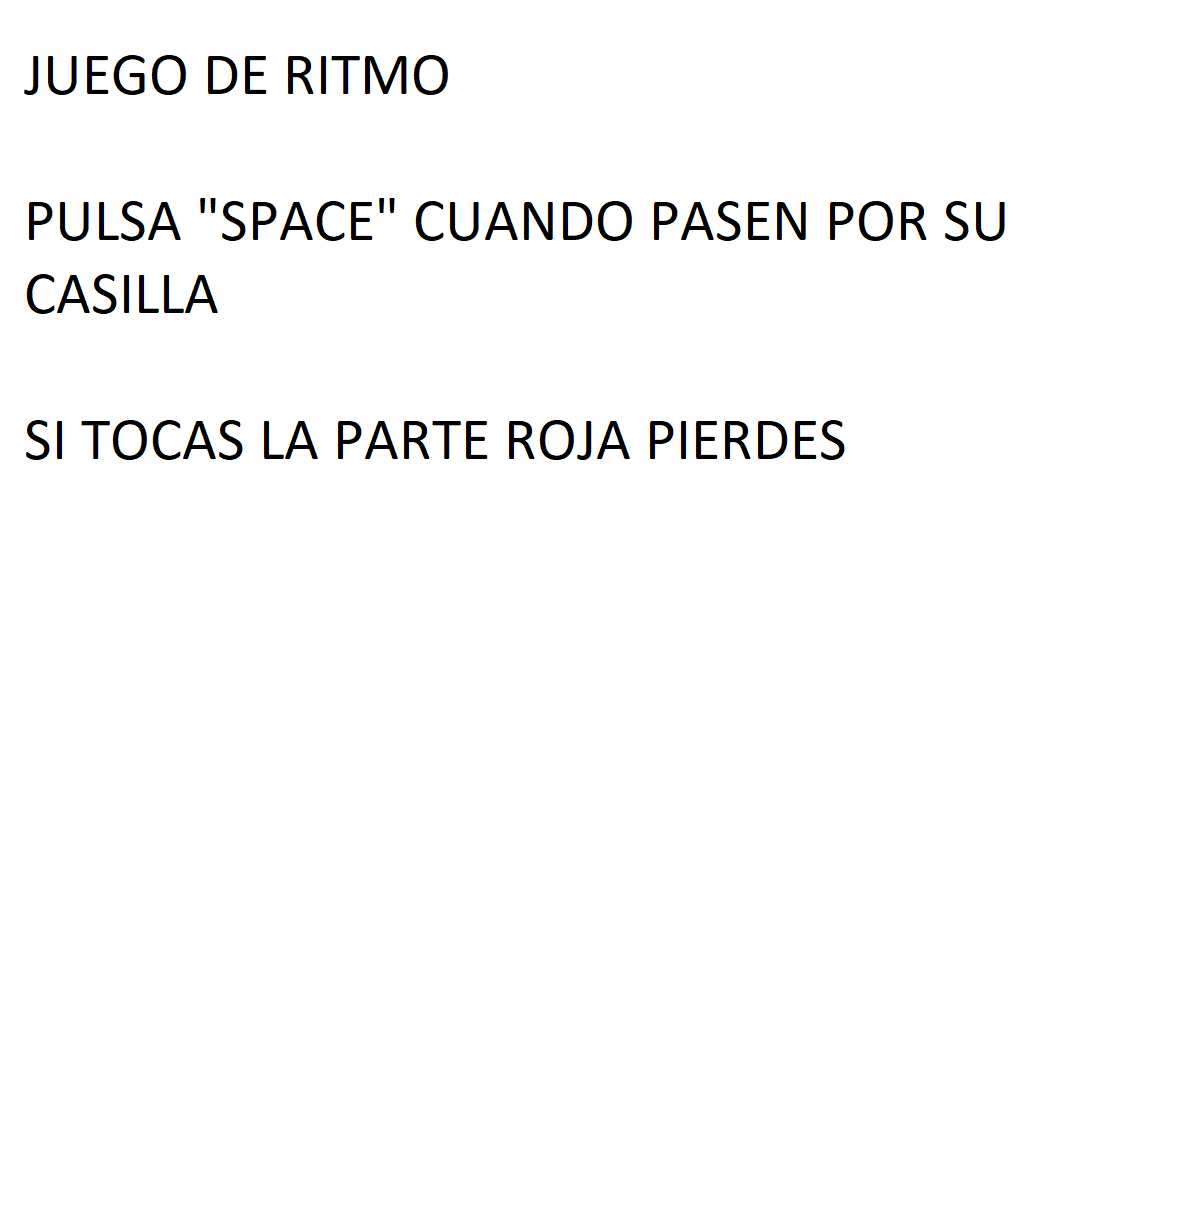 JUEGO DE RITMO
PULSA "SPACE" CUANDO PASEN POR SU
CASILLA
SI TOCAS LA PARTE ROJA PIERDES